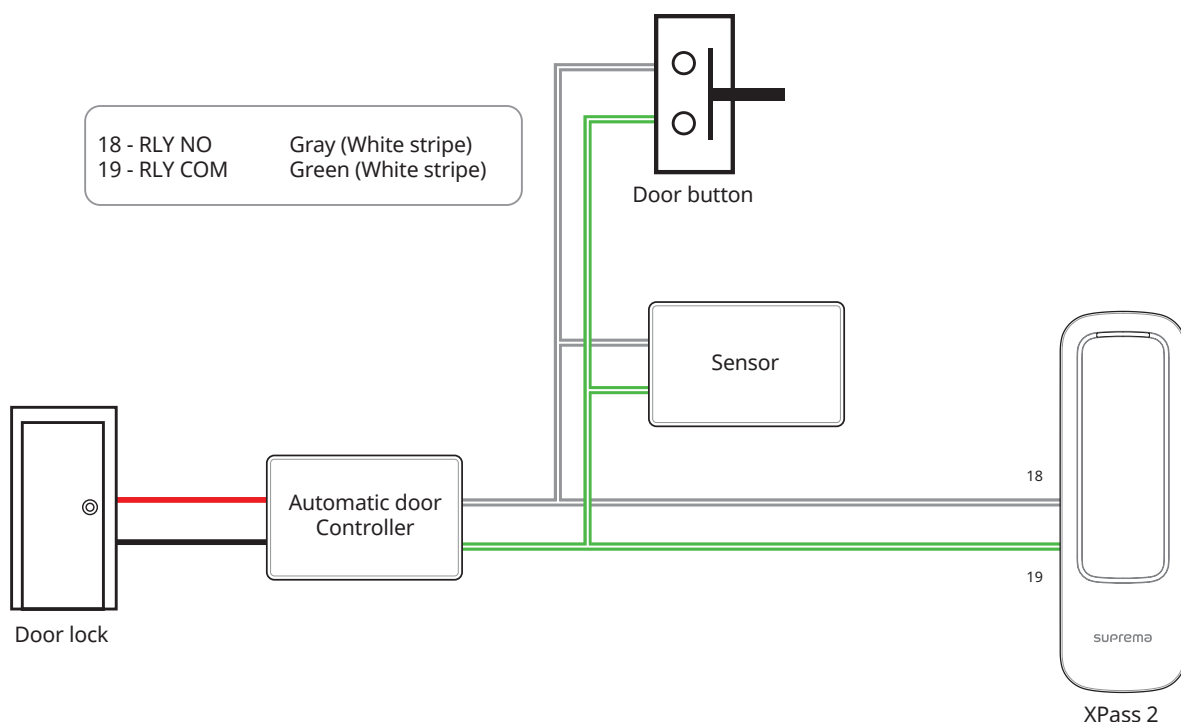 18 - RLY NO Gray (White stripe)
19 - RLY COM Green (White stripe)
Door button
Sensor
18
Automatic door
Controller
19
Door lock
suprema
XPass 2